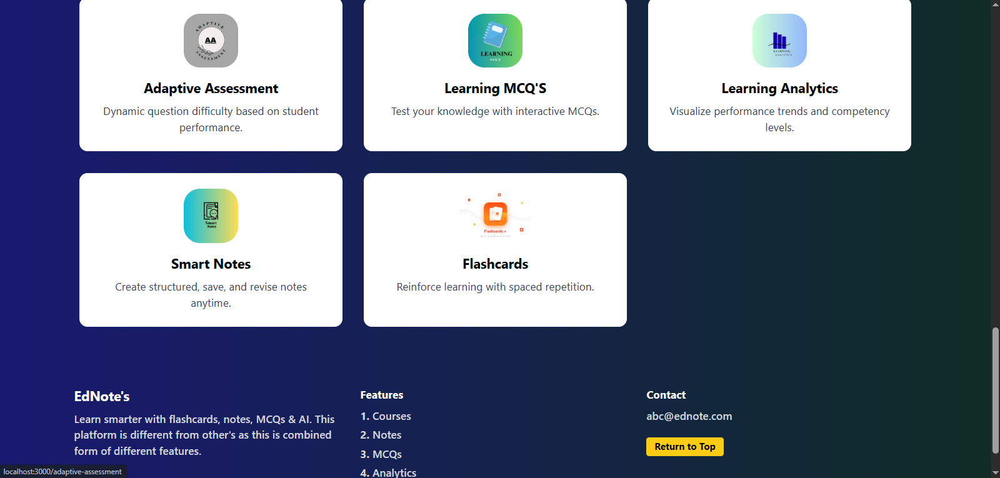 ADAPTIVE
AA
ASSESSMENT
Adaptive Assessment
Dynamic question difficulty based on student
performance.
LEARNING
MCQ'S
Learning MCQ'S
Test your knowledge with interactive MCQs.
LEARNING
ANALYTICS
Learning Analytics
Visualize performance trends and competency
levels.
Smart
Notes
Smart Notes
Create structured, save, and revise notes
anytime.
Flashcards +
Flashcards
Reinforce learning with spaced repetition.
EdNote's
Learn smarter with flashcards, notes, MCQs & AI. This
platform is different from other's as this is combined
form of different features.
Features
1. Courses
2. Notes
3. MCQs
4. Analytics
Contact
abc@ednote.com
Return to Top
localhost:3000/adaptive-assessment